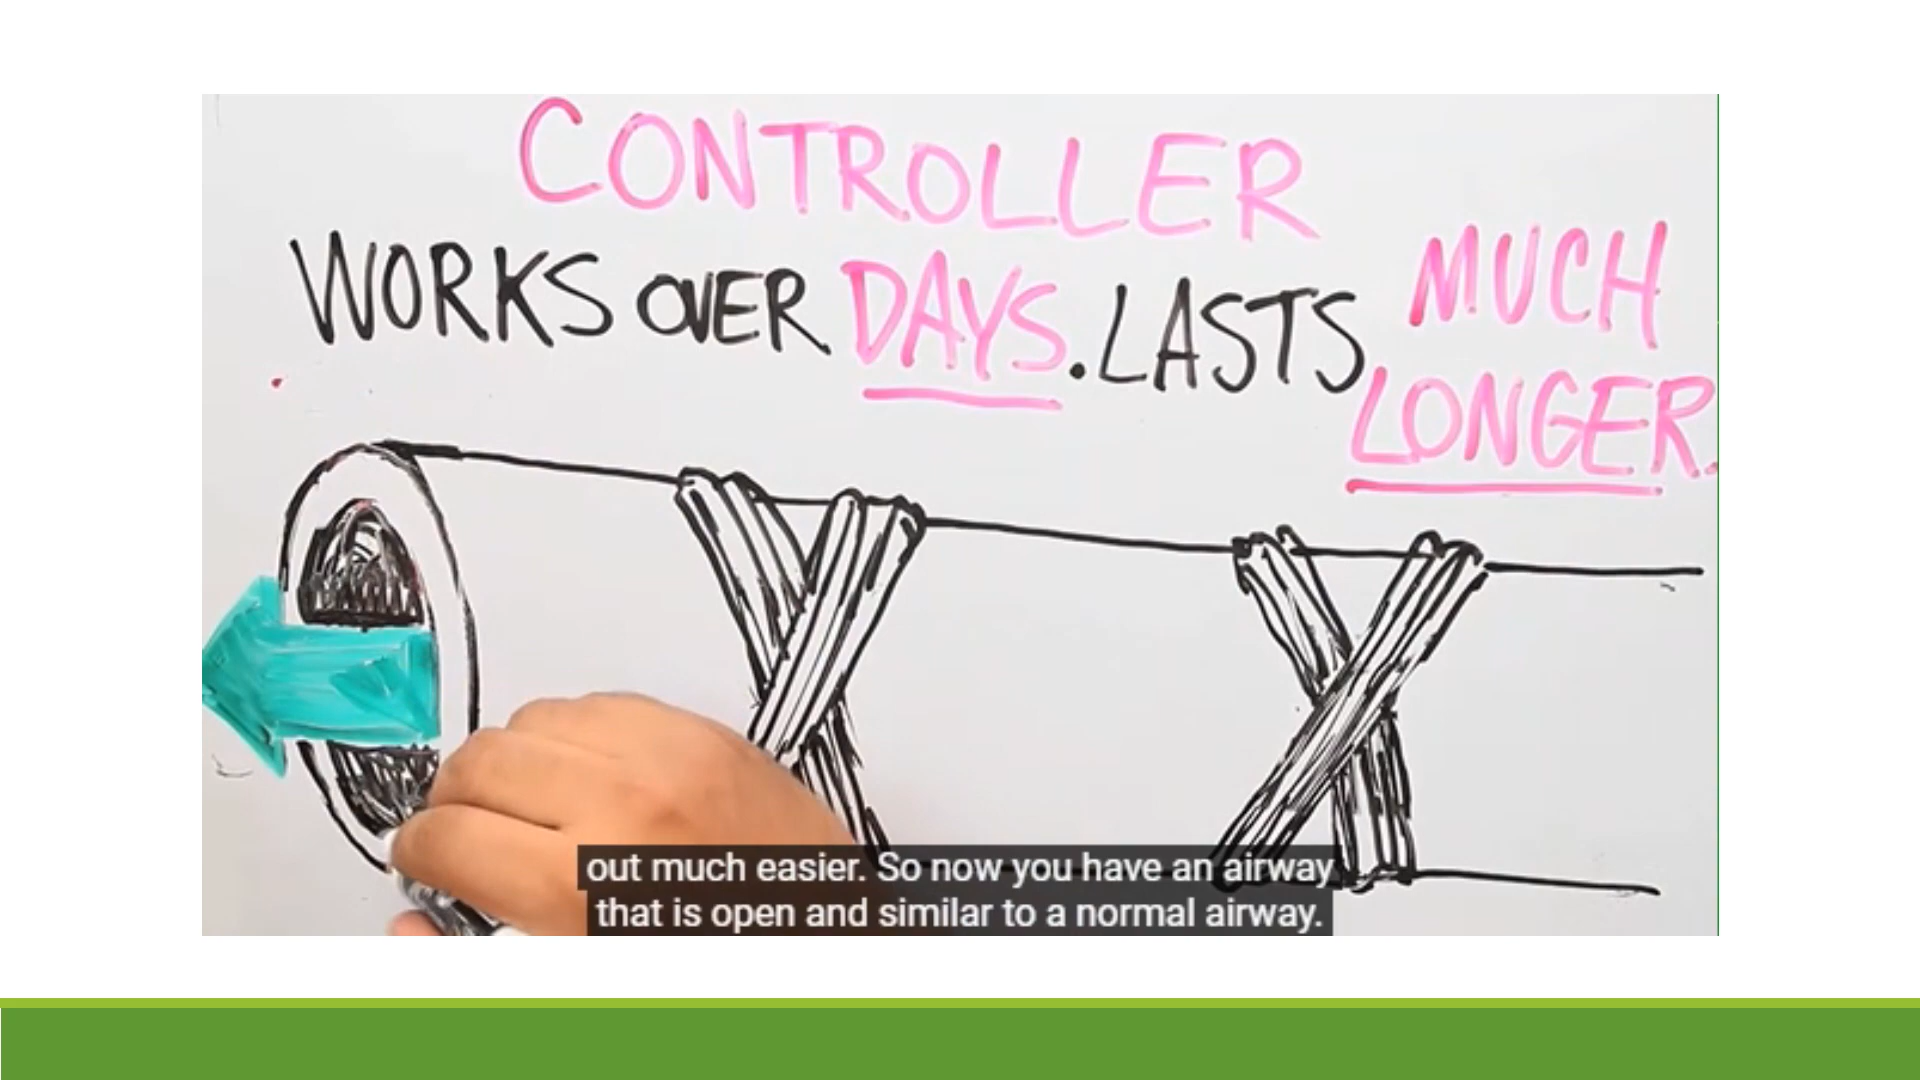 CONTROLLER
WORKS OVER DAYS. LASTS MUCH
LONGER.
out much easier. So now you have an airway
that is open and similar to a normal airway.